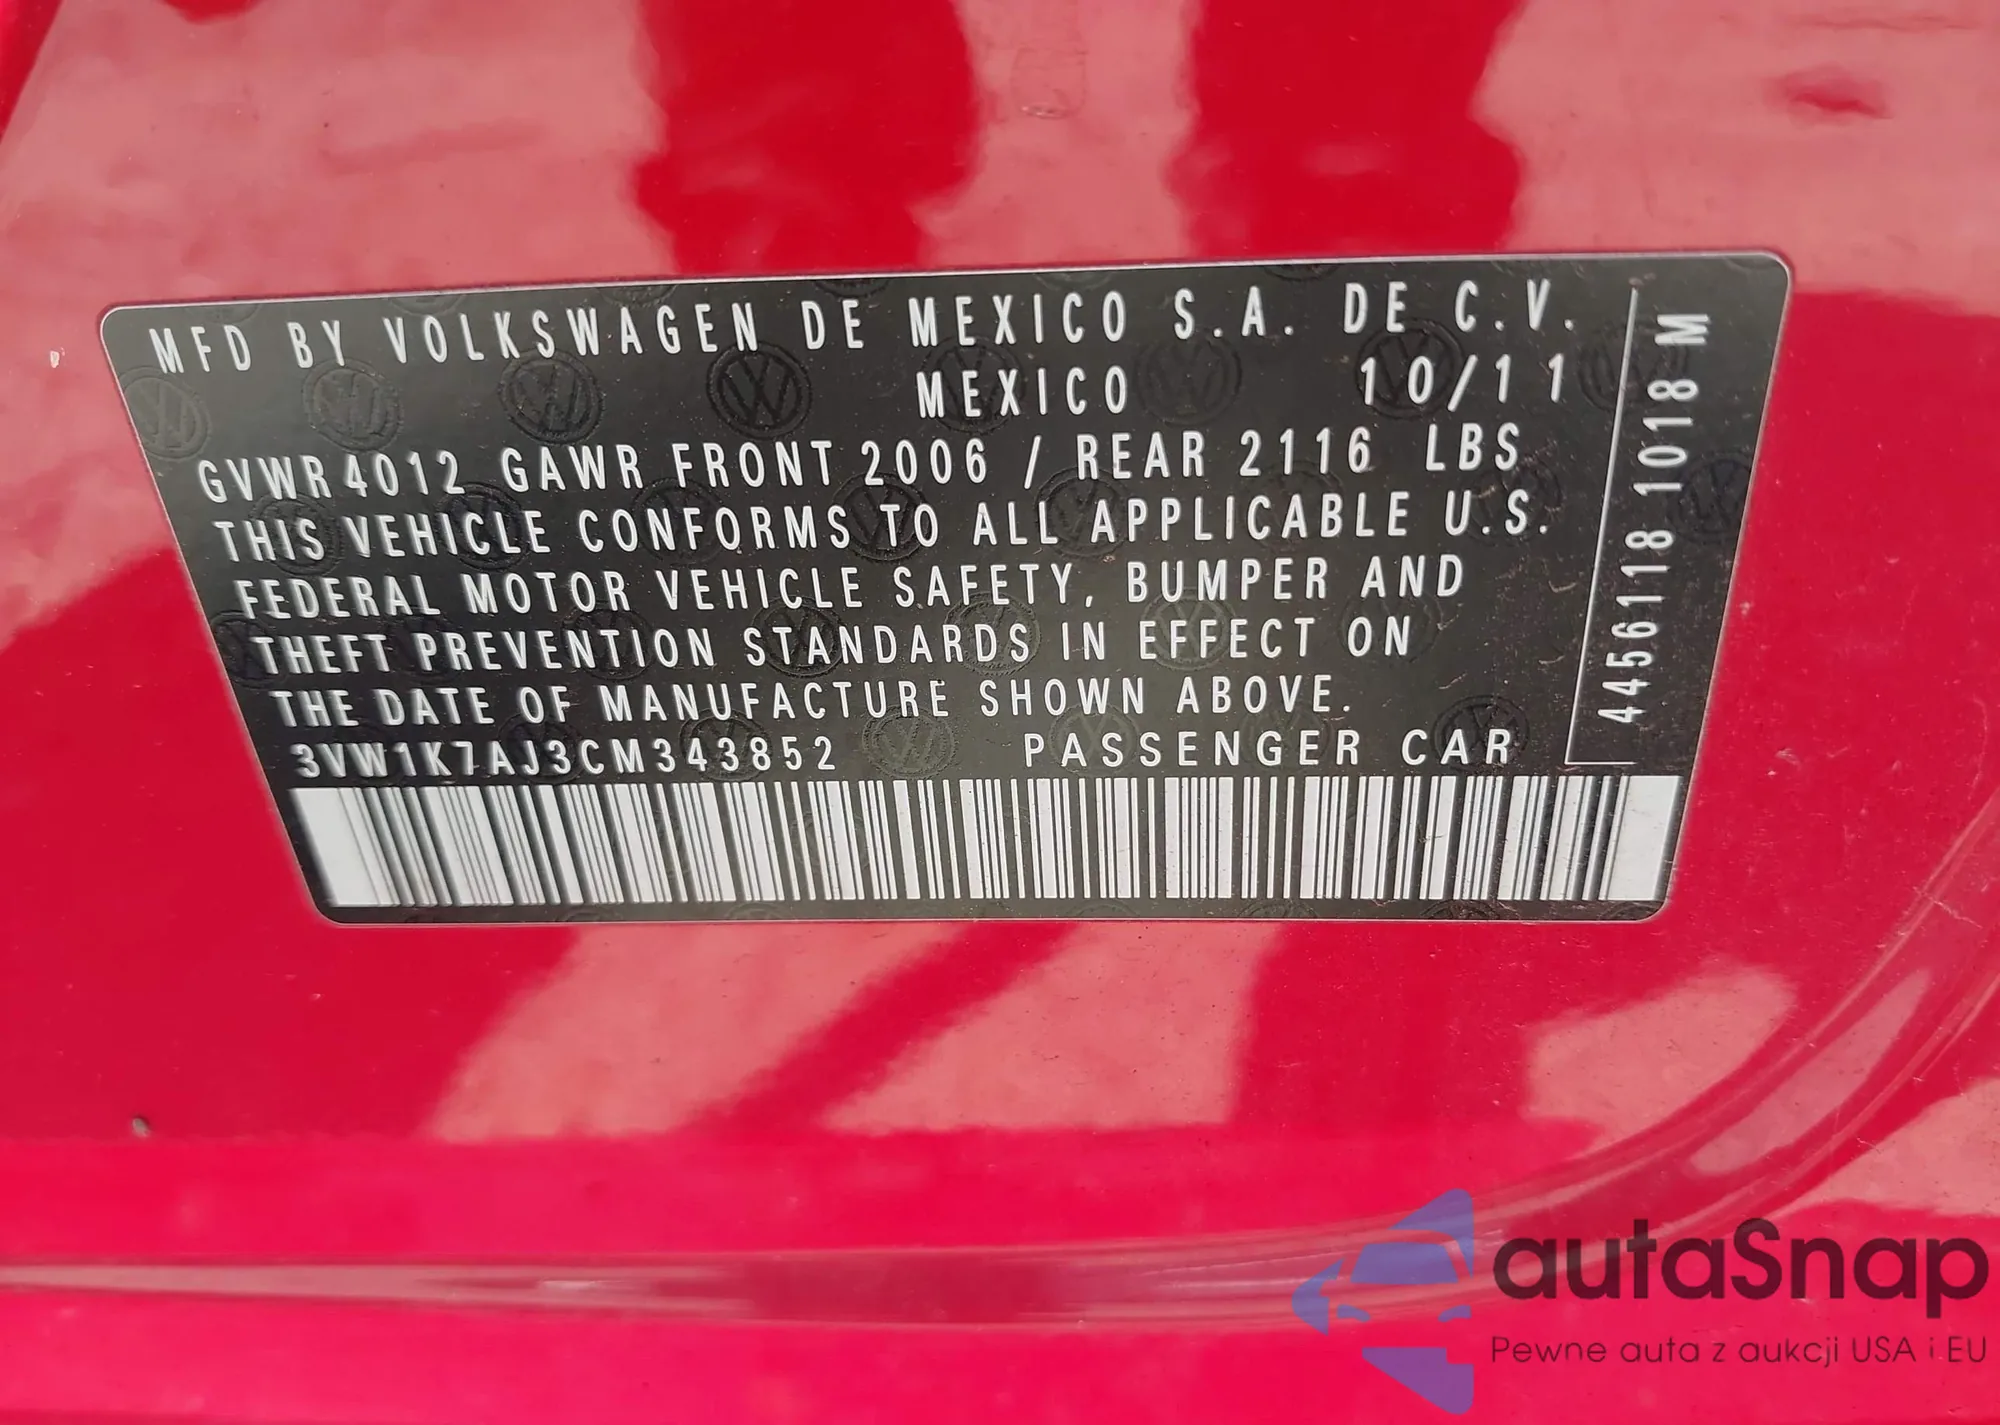 MFD BY VOLKSWAGEN DE MEXICO S.A. DE C.V.
MEXICO 10/11
GVWR 4012 GAWR FRONT 2006 / REAR 2116 LBS
THIS VEHICLE CONFORMS TO ALL APPLICABLE U.S.
FEDERAL MOTOR VEHICLE SAFETY, BUMPER AND
THEFT PREVENTION STANDARDS IN EFFECT ON
THE DATE OF MANUFACTURE SHOWN ABOVE.
3VW1K7AJ3CM343852 PASSENGER CAR
4456118 1018 M
autaSnap
Pewne auta z aukcji USA i EU